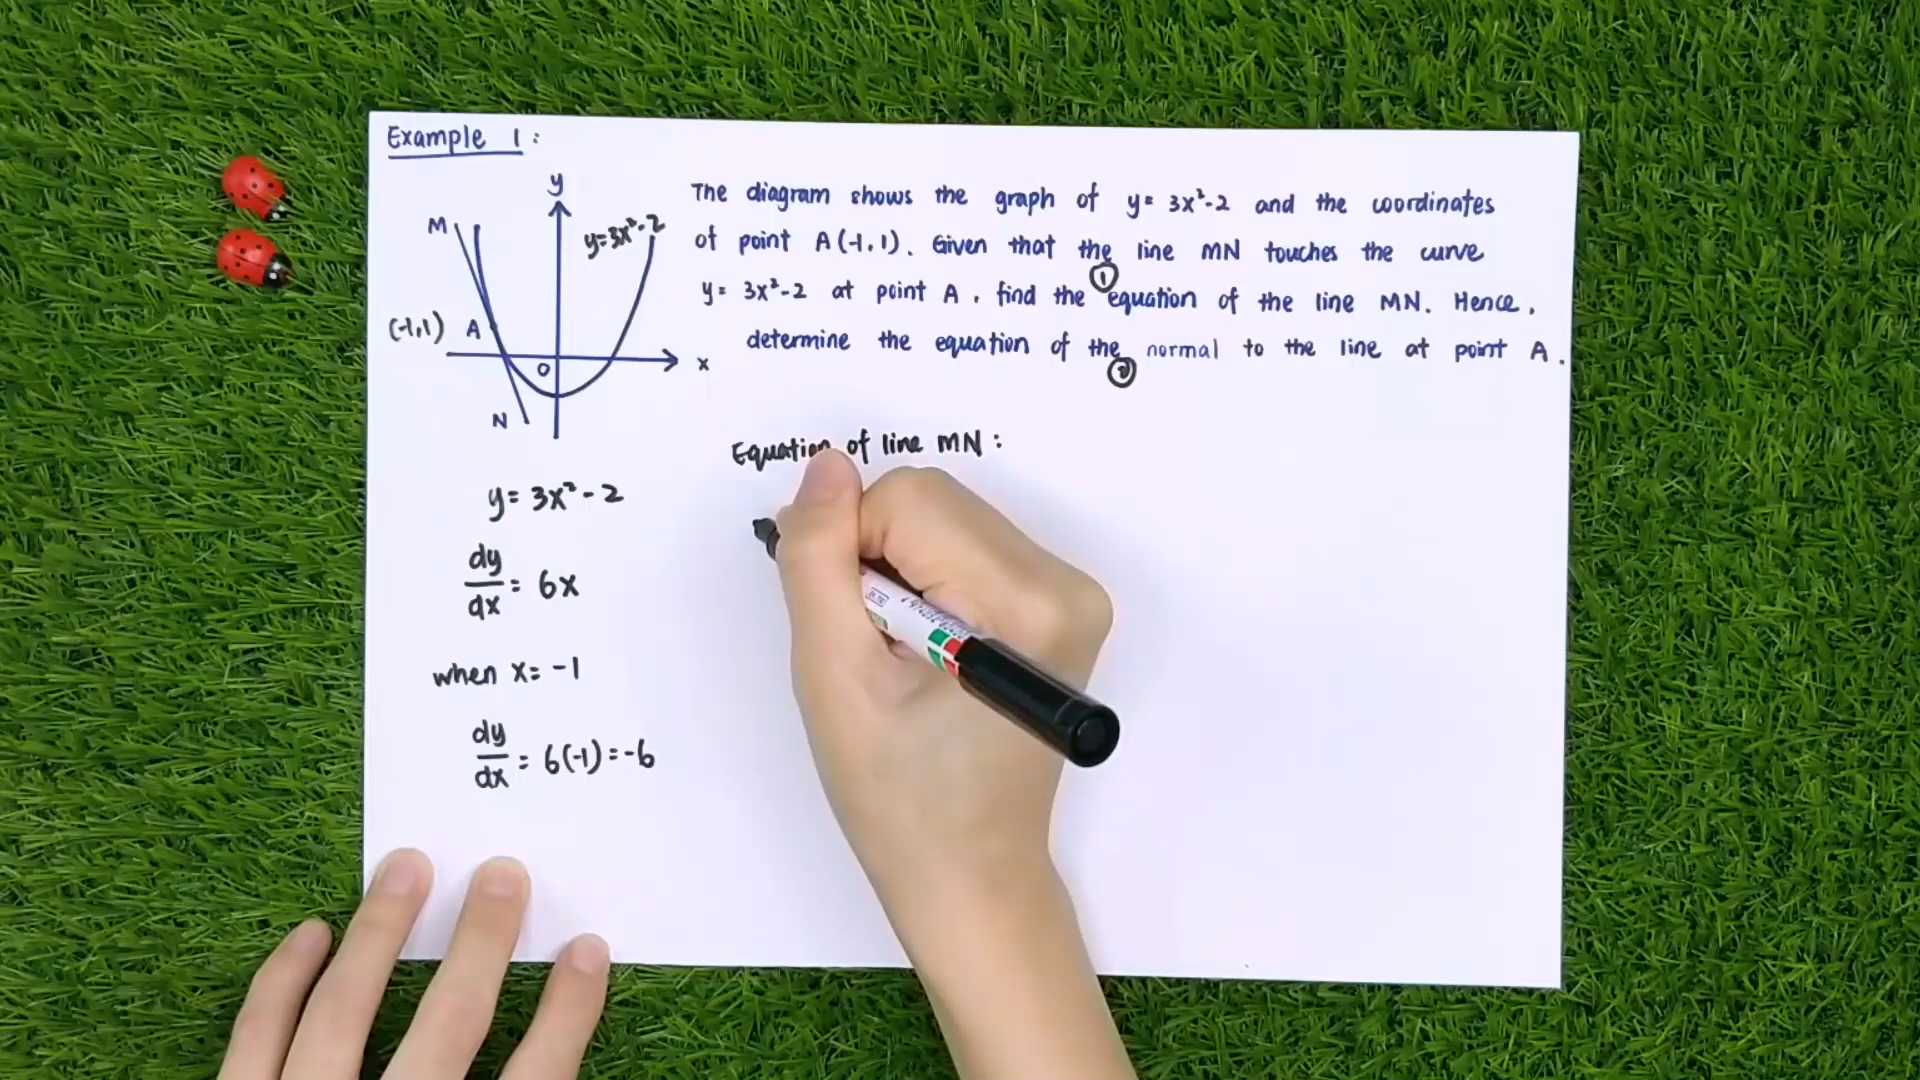 Example 1:
y
M
y=3x²-2
(-1,1) A
O
x
N
The diagram shows the graph of y= 3x²-2 and the coordinates
of point A(-1,1). Given that the line MN touches the curve
y= 3x²-2 at point A, find the equation of the line MN. Hence,
①
determine the equation of the normal to the line at point A.
②
y= 3x²-2
dy
dx = 6x
when x= -1
dy
dx = 6(-1)=-6
Equation of line MN: